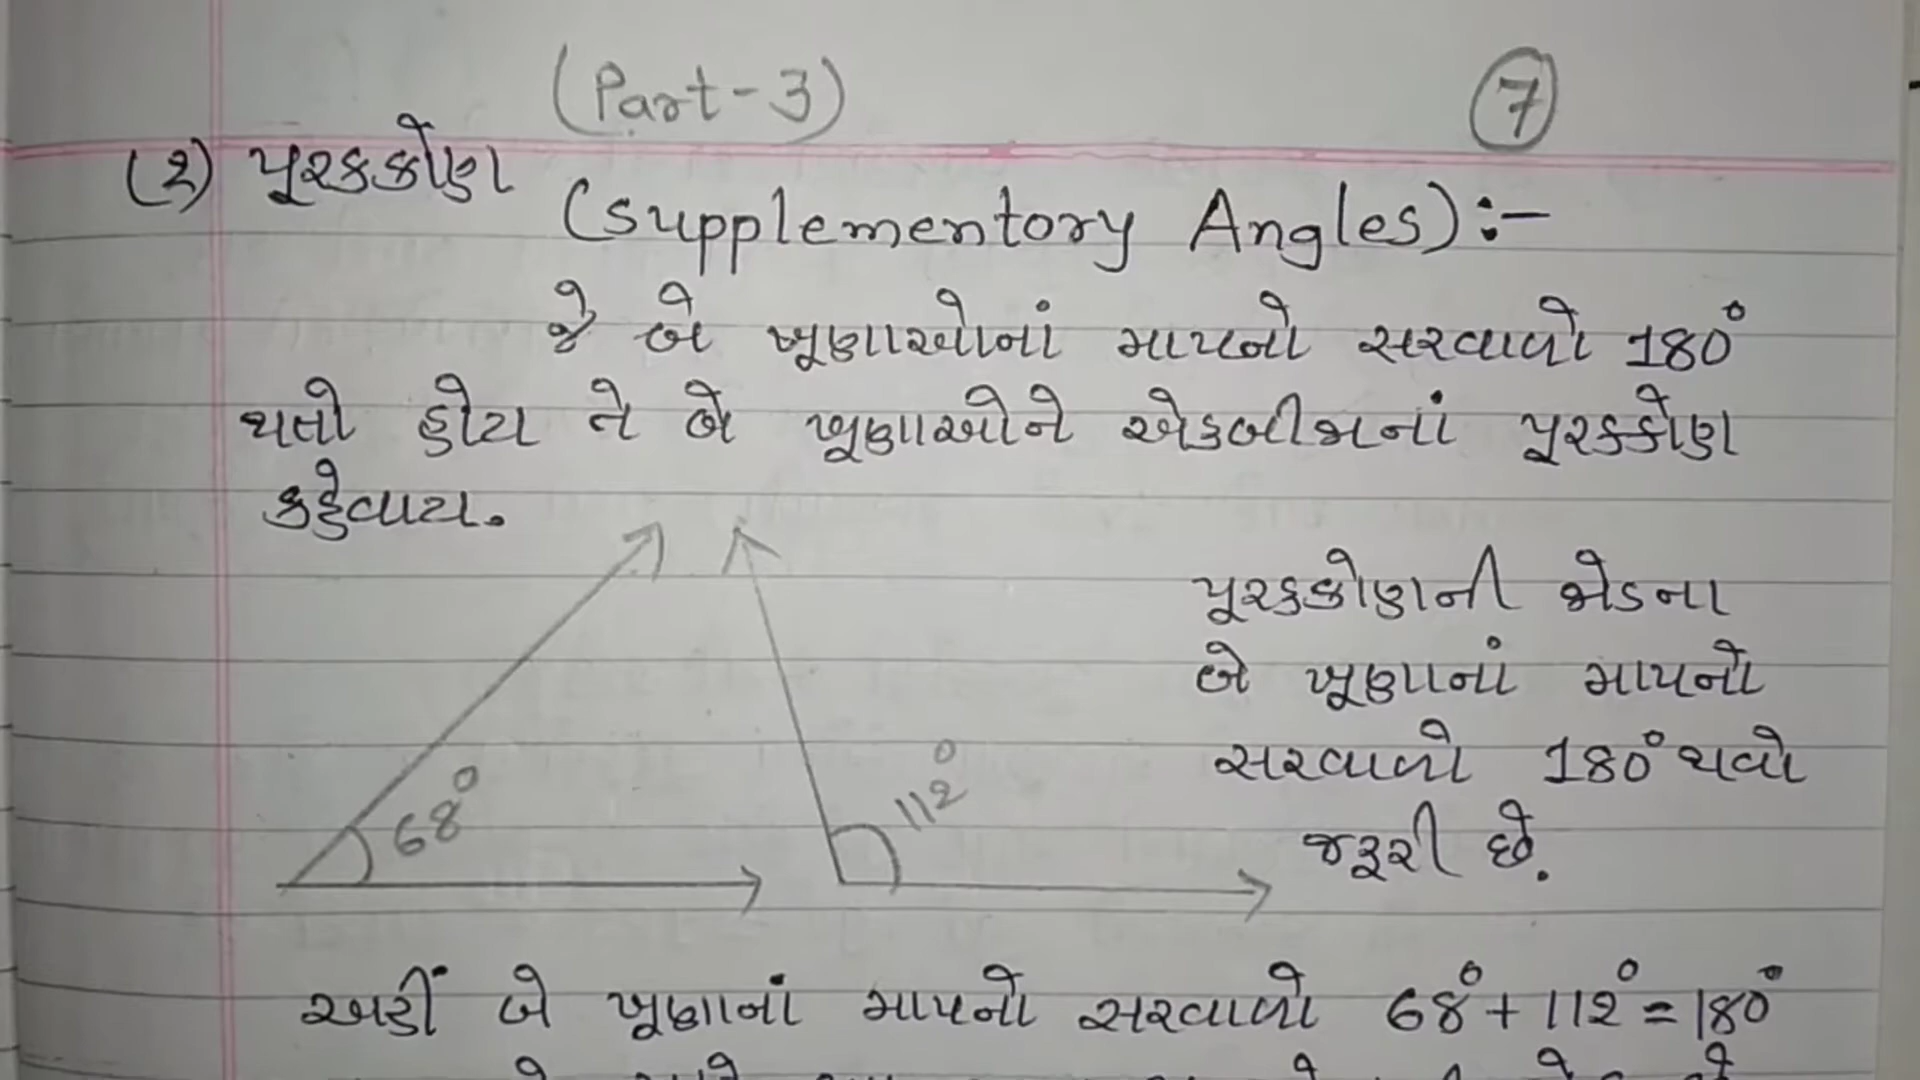 (Part-3)
7
(૨) પૂરકકોણ
(Supplementory Angles):-
જે બે ખૂણાઓનાં માપનો સરવાળો 180°
થતો હોય તે બે ખૂણાઓને એકબીજાનાં પૂરકકોણ
કહેવાય.
પૂરકકોણની જોડના
બે ખૂણાનાં માપનો
સરવાળો 180° થવો
જરૂરી છે.
68°
112°
અહીં બે ખૂણાનાં માપનો સરવાળો 68° + 112° = 180°